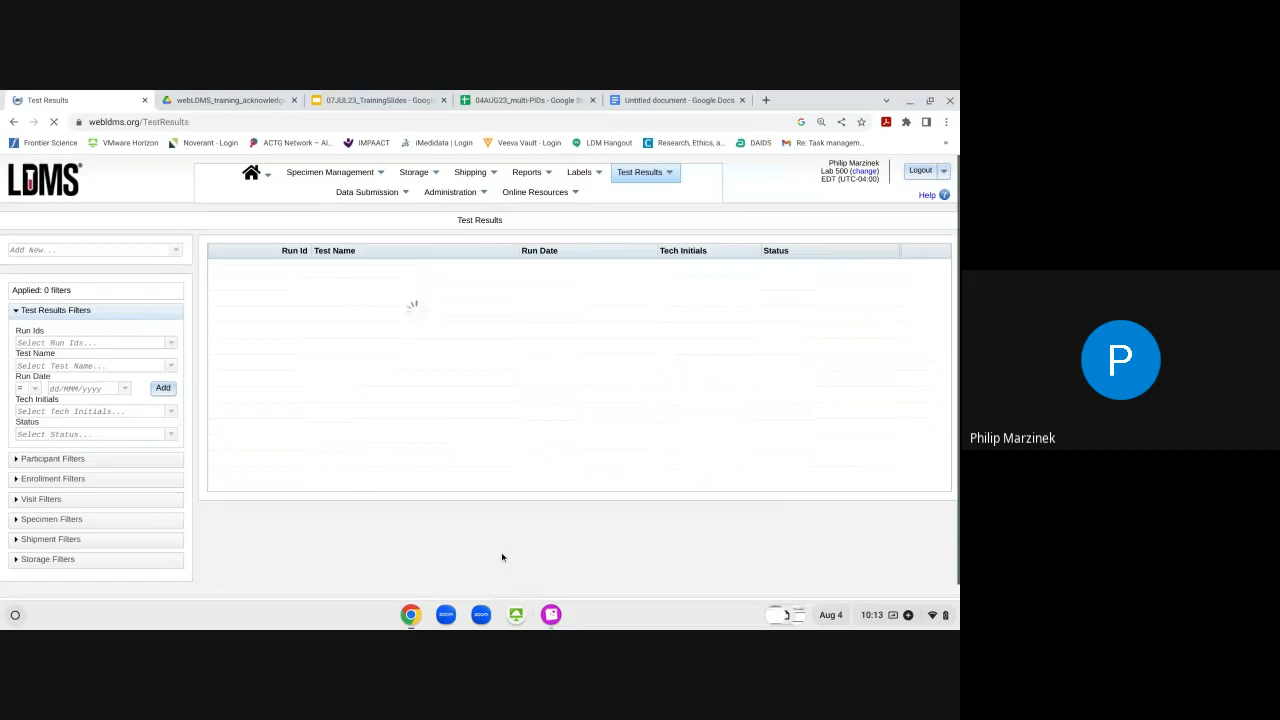 Test Results
webLDMS_training_acknowledg
07JUL23_TrainingSlides - Google
04AUG23_multi-PIDs - Google Sh
Untitled document - Google Docs
webldms.org/TestResults
Frontier Science
VMware Horizon
Noverant - Login
ACTG Network – Al...
IMPAACT
iMedidata | Login
Veeva Vault - Login
LDM Hangout
Research, Ethics, a...
DAIDS
Re: Task managem...
»
LDMS®
Specimen Management
Storage
Shipping
Reports
Labels
Test Results
Data Submission
Administration
Online Resources
Philip Marzinek
Lab 500 (change)
EDT (UTC-04:00)
Logout
Help ?
Test Results
Add New...
Applied: 0 filters
Test Results Filters
Run Ids
Select Run Ids...
Test Name
Select Test Name...
Run Date
= dd/MMM/yyyy Add
Tech Initials
Select Tech Initials...
Status
Select Status...
Participant Filters
Enrollment Filters
Visit Filters
Specimen Filters
Shipment Filters
Storage Filters
Run Id Test Name Run Date Tech Initials Status
zoom
zoom
Aug 4
10:13
P
Philip Marzinek